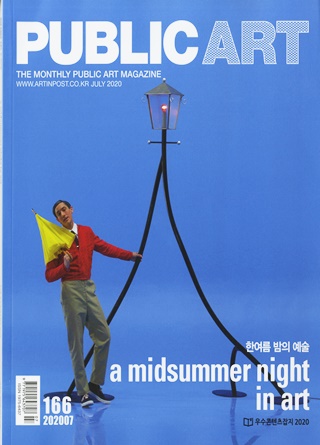 PUBLIC ART
THE MONTHLY PUBLIC ART MAGAZINE
WWW.ARTINPOST.CO.KR JULY 2020
한여름 밤의 예술
a midsummer night
in art
166
202007
우수콘텐츠잡지 2020